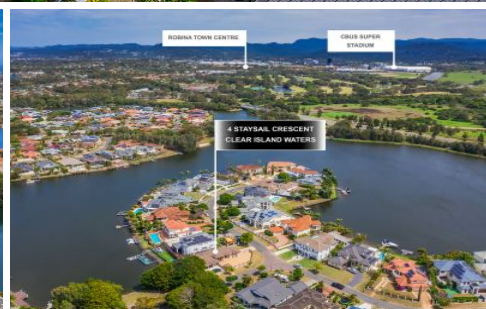 ROBINA TOWN CENTRE
CBUS SUPER
STADIUM
4 STAYSAIL CRESCENT
CLEAR ISLAND WATERS